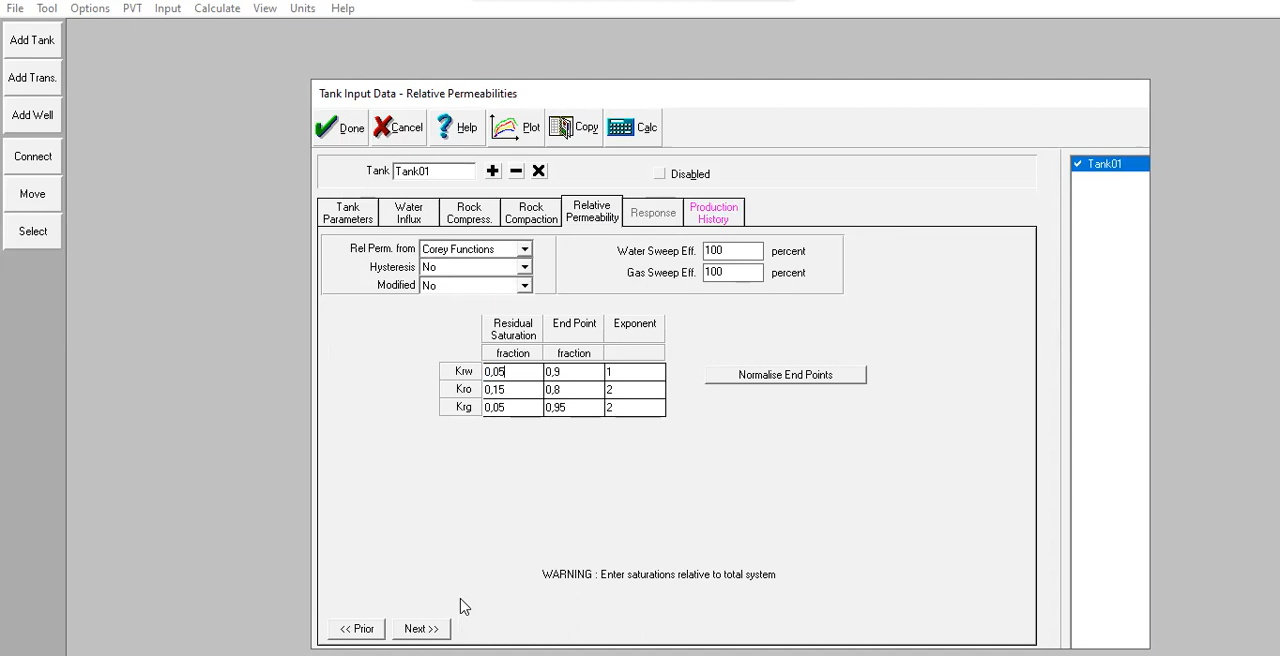 File Tool Options PVT Input Calculate View Units Help
Add Tank
Add Trans.
Add Well
Connect
Move
Select
Tank Input Data - Relative Permeabilities
Done Cancel Help Plot Copy Calc
Tank Tank01 Disabled
Tank01
Tank Parameters Water Influx Rock Compress. Rock Compaction Relative Permeability Response Production History
Rel Perm. from Corey Functions
Hysteresis No
Modified No
Water Sweep Eff. 100 percent
Gas Sweep Eff. 100 percent
Residual Saturation End Point Exponent
fraction fraction
Krw 0,05 0,9 1
Kro 0,15 0,8 2
Krg 0,05 0,95 2
Normalise End Points
WARNING : Enter saturations relative to total system
<< Prior Next >>